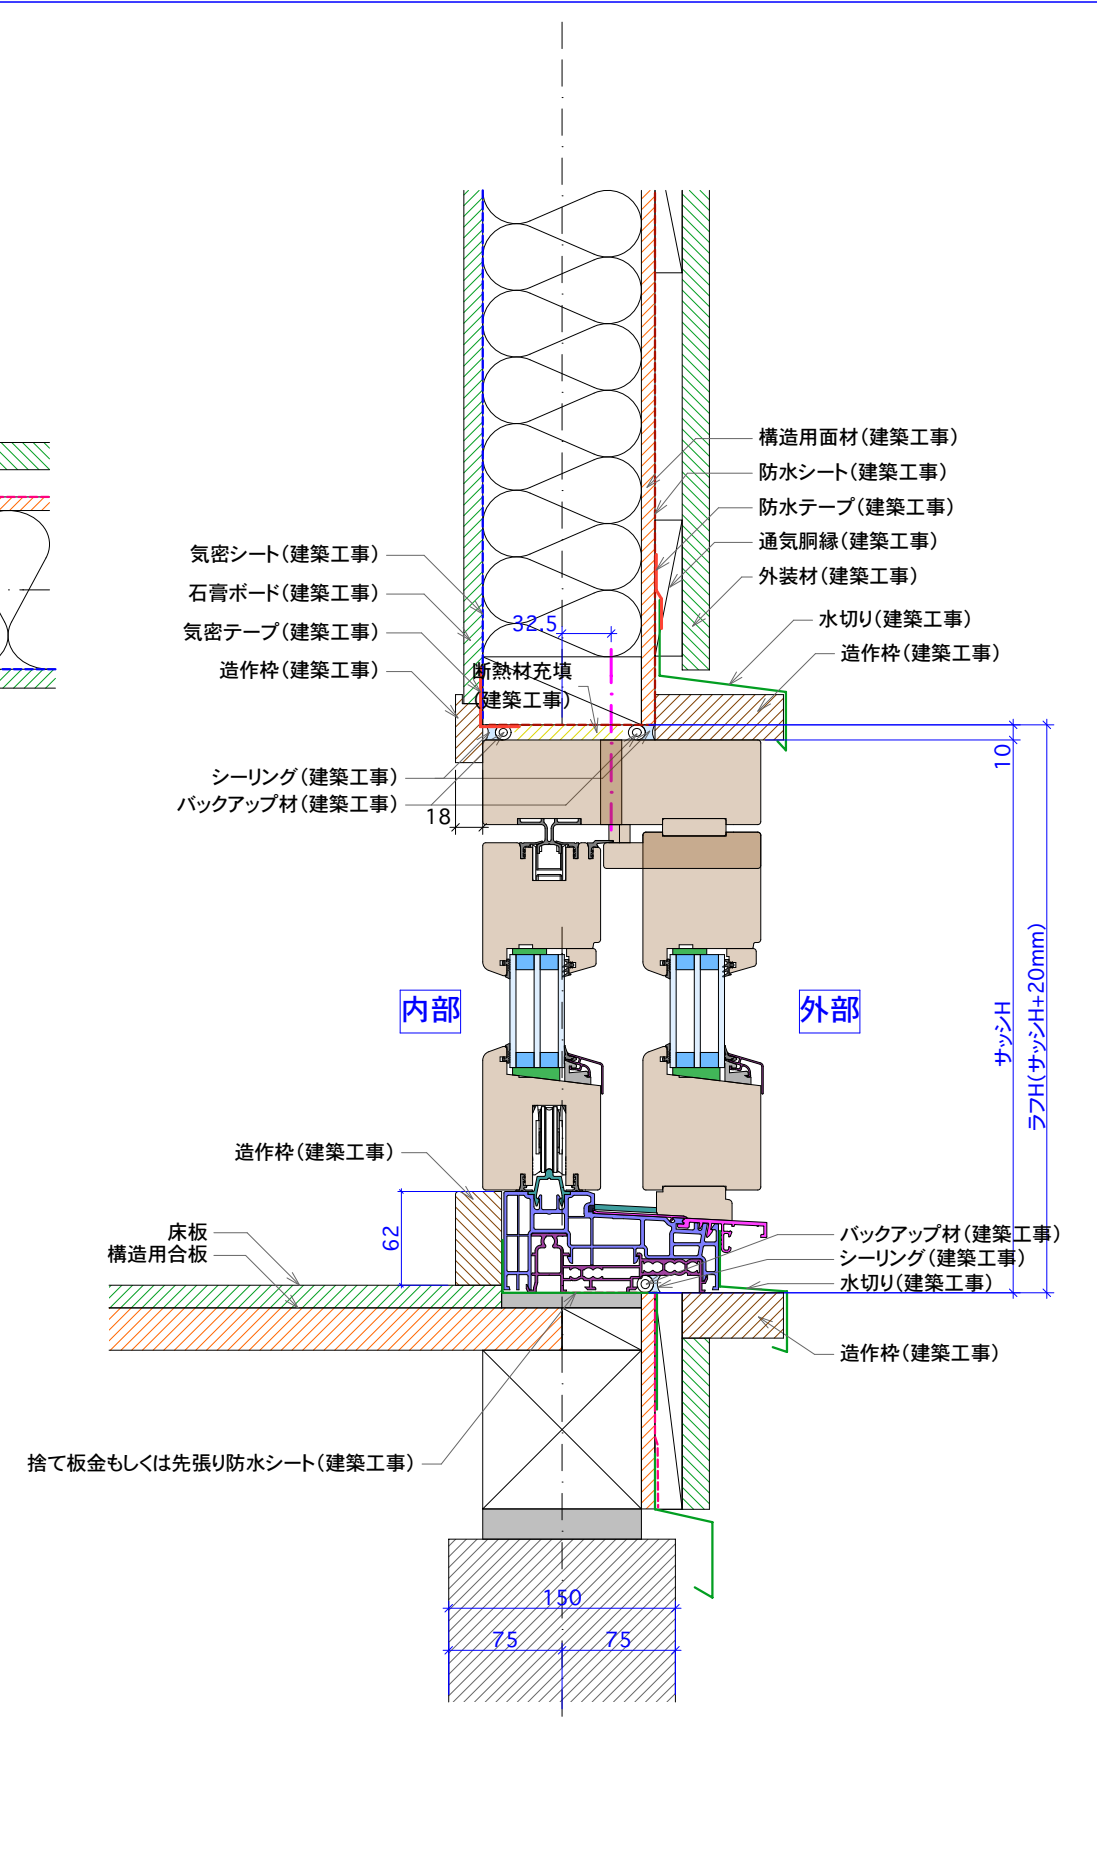 構造用面材(建築工事)
防水シート(建築工事)
防水テープ(建築工事)
通気胴縁(建築工事)
外装材(建築工事)
水切り(建築工事)
造作枠(建築工事)
気密シート(建築工事)
石膏ボード(建築工事)
気密テープ(建築工事)
造作枠(建築工事)
32.5
断熱材充填
(建築工事)
シーリング(建築工事)
バックアップ材(建築工事)
18
10
内部
外部
サッシH
ラフH(サッシH+20mm)
造作枠(建築工事)
62
床板
構造用合板
バックアップ材(建築工事)
シーリング(建築工事)
水切り(建築工事)
造作枠(建築工事)
捨て板金もしくは先張り防水シート(建築工事)
150
75
75